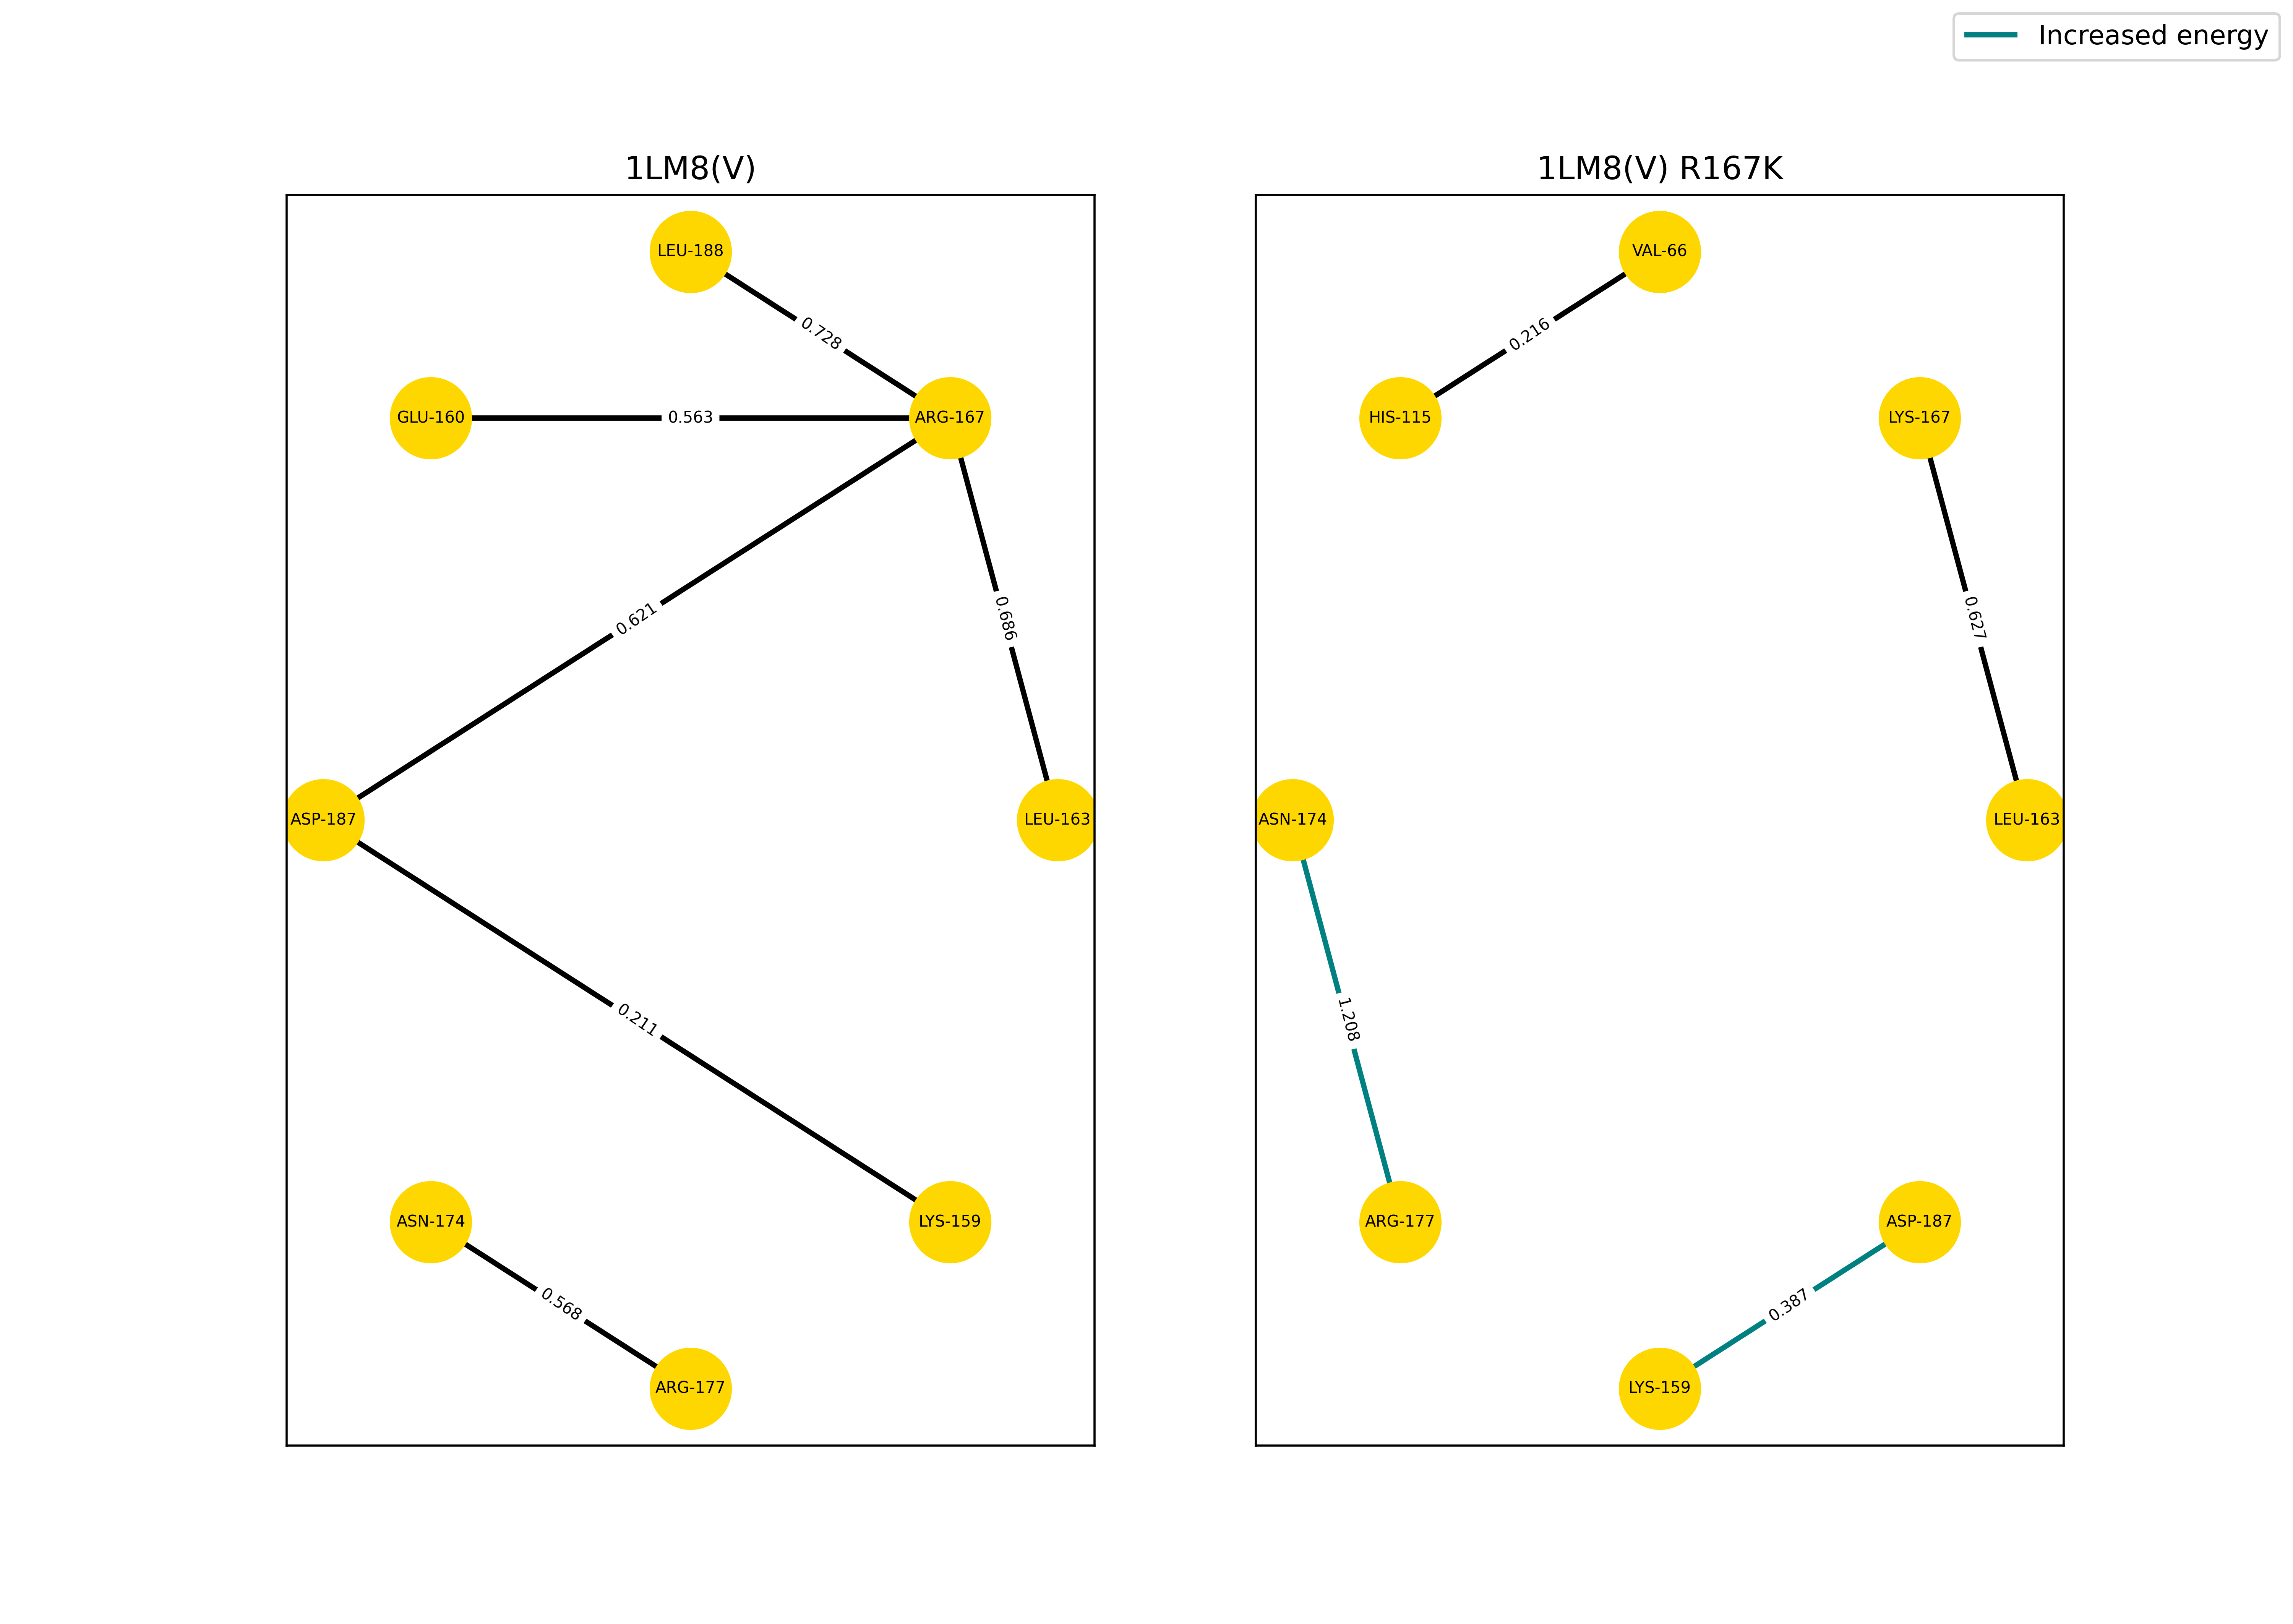 Increased energy
1LM8(V)
LEU-188
0.728
GLU-160
0.563
ARG-167
0.621
0.686
ASP-187
LEU-163
0.211
ASN-174
LYS-159
0.568
ARG-177
1LM8(V) R167K
VAL-66
0.216
HIS-115
LYS-167
0.627
ASN-174
LEU-163
1.208
ARG-177
ASP-187
0.387
LYS-159